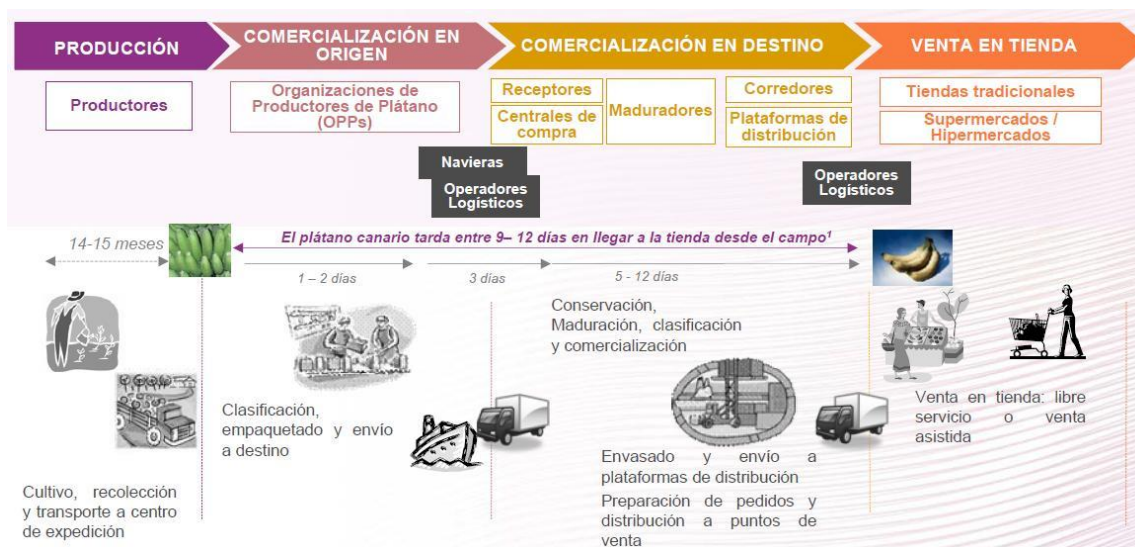 PRODUCCIÓN
COMERCIALIZACIÓN EN
ORIGEN
COMERCIALIZACIÓN EN DESTINO
VENTA EN TIENDA
Productores
Organizaciones de
Productores de Plátano
(OPPs)
Receptores
Centrales de
compra
Maduradores
Corredores
Plataformas de
distribución
Tiendas tradicionales
Supermercados /
Hipermercados
Navieras
Operadores
Logísticos
Operadores
Logísticos
14-15 meses
El plátano canario tarda entre 9– 12 días en llegar a la tienda desde el campo¹
1 – 2 días
3 días
5 - 12 días
Conservación,
Maduración, clasificación
y comercialización
Clasificación,
empaquetado y envío
a destino
Venta en tienda: libre
servicio o venta
asistida
Envasado y envío a
plataformas de distribución
Preparación de pedidos y
distribución a puntos de
venta
Cultivo, recolección
y transporte a centro
de expedición